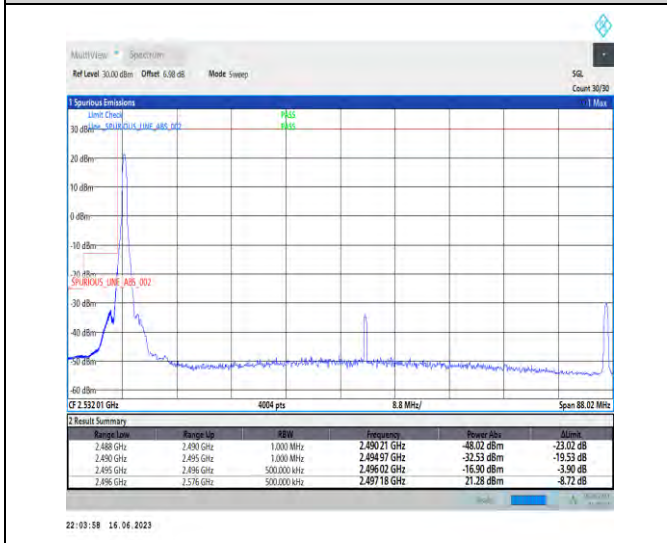 MultiView Spectrum
Ref Level 30.00 dBm Offset 6.98 dB Mode Sweep SGL
Count 30/30
1 Spurious Emissions 1 Max
Limit Check PASS
Line _SPURIOUS_LINE_ABS_002 PASS
30 dBm
20 dBm
10 dBm
0 dBm
-10 dBm
-20 dBm
SPURIOUS_LINE_ABS_002
-30 dBm
-40 dBm
-50 dBm
-60 dBm
CF 2.532 01 GHz 4004 pts 8.8 MHz/ Span 88.02 MHz
2 Result Summary
Range Low Range Up RBW Frequency Power Abs ΔLimit
2.488 GHz 2.490 GHz 1.000 MHz 2.490 21 GHz -48.02 dBm -23.02 dB
2.490 GHz 2.495 GHz 1.000 MHz 2.494 97 GHz -32.53 dBm -19.53 dB
2.495 GHz 2.496 GHz 500.000 kHz 2.496 02 GHz -16.90 dBm -3.90 dB
2.496 GHz 2.576 GHz 500.000 kHz 2.497 18 GHz 21.28 dBm -8.72 dB
22:03:58 16.06.2023